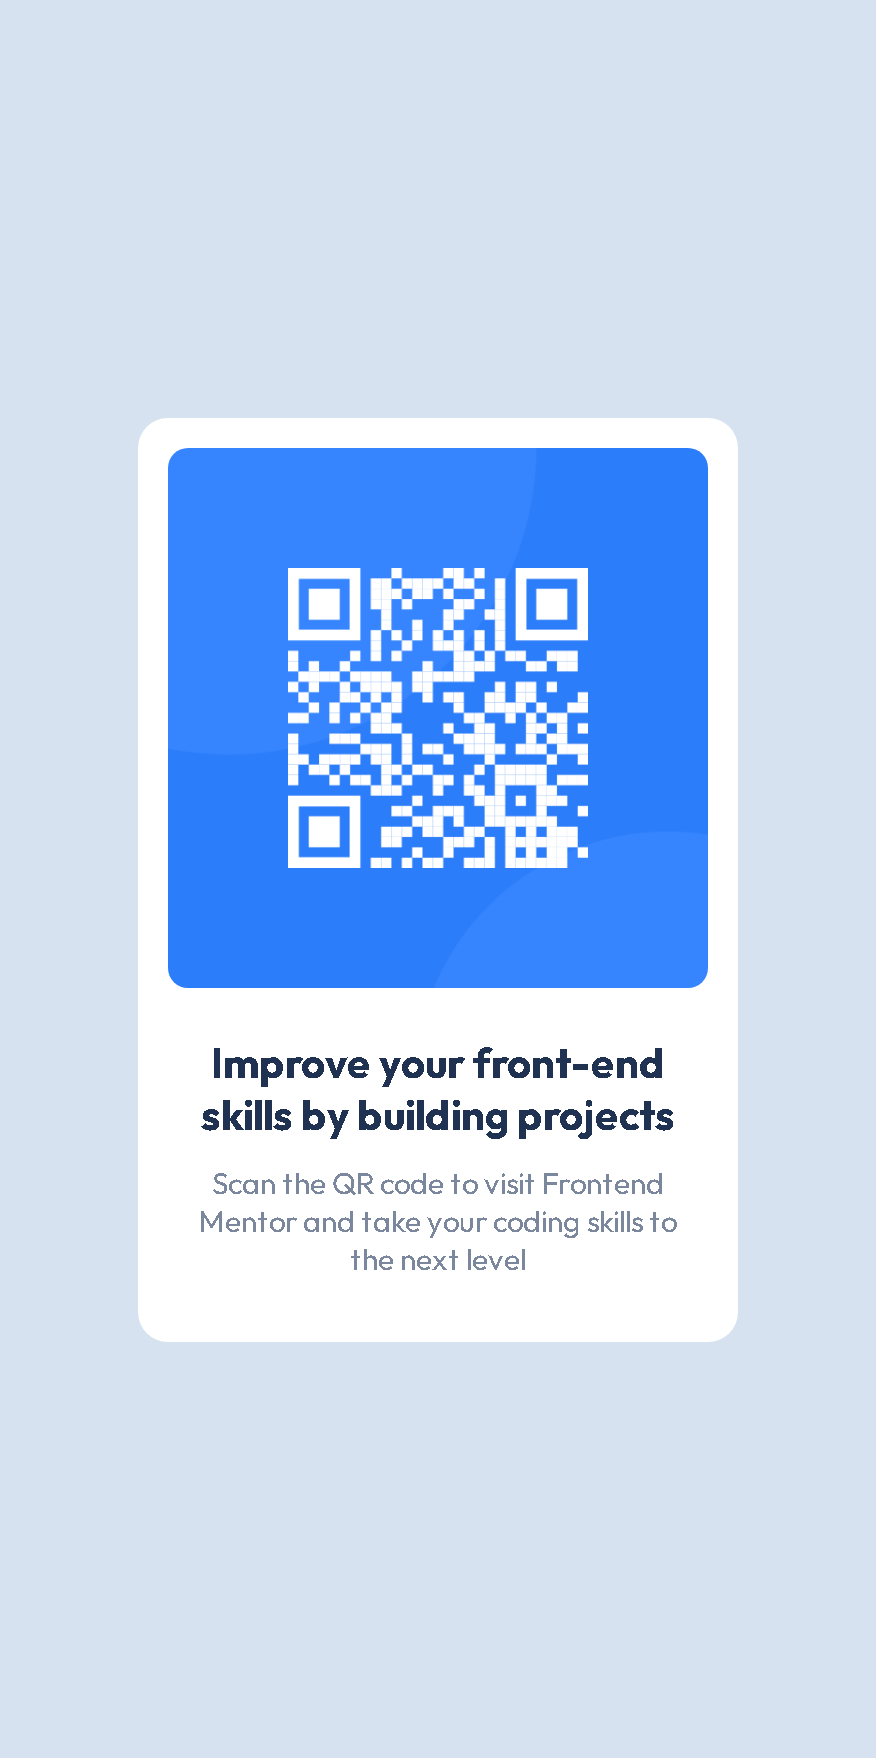 Improve your front-end
skills by building projects
Scan the QR code to visit Frontend
Mentor and take your coding skills to
the next level